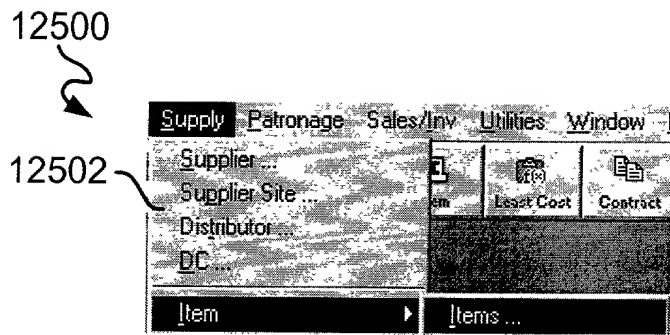 12500
Supply Patronage Sales/Inv Utilities Window
12502
Supplier ...
Supplier Site ...
Distributor ...
DC ...
Least Cost
Contract
Item
Items ...